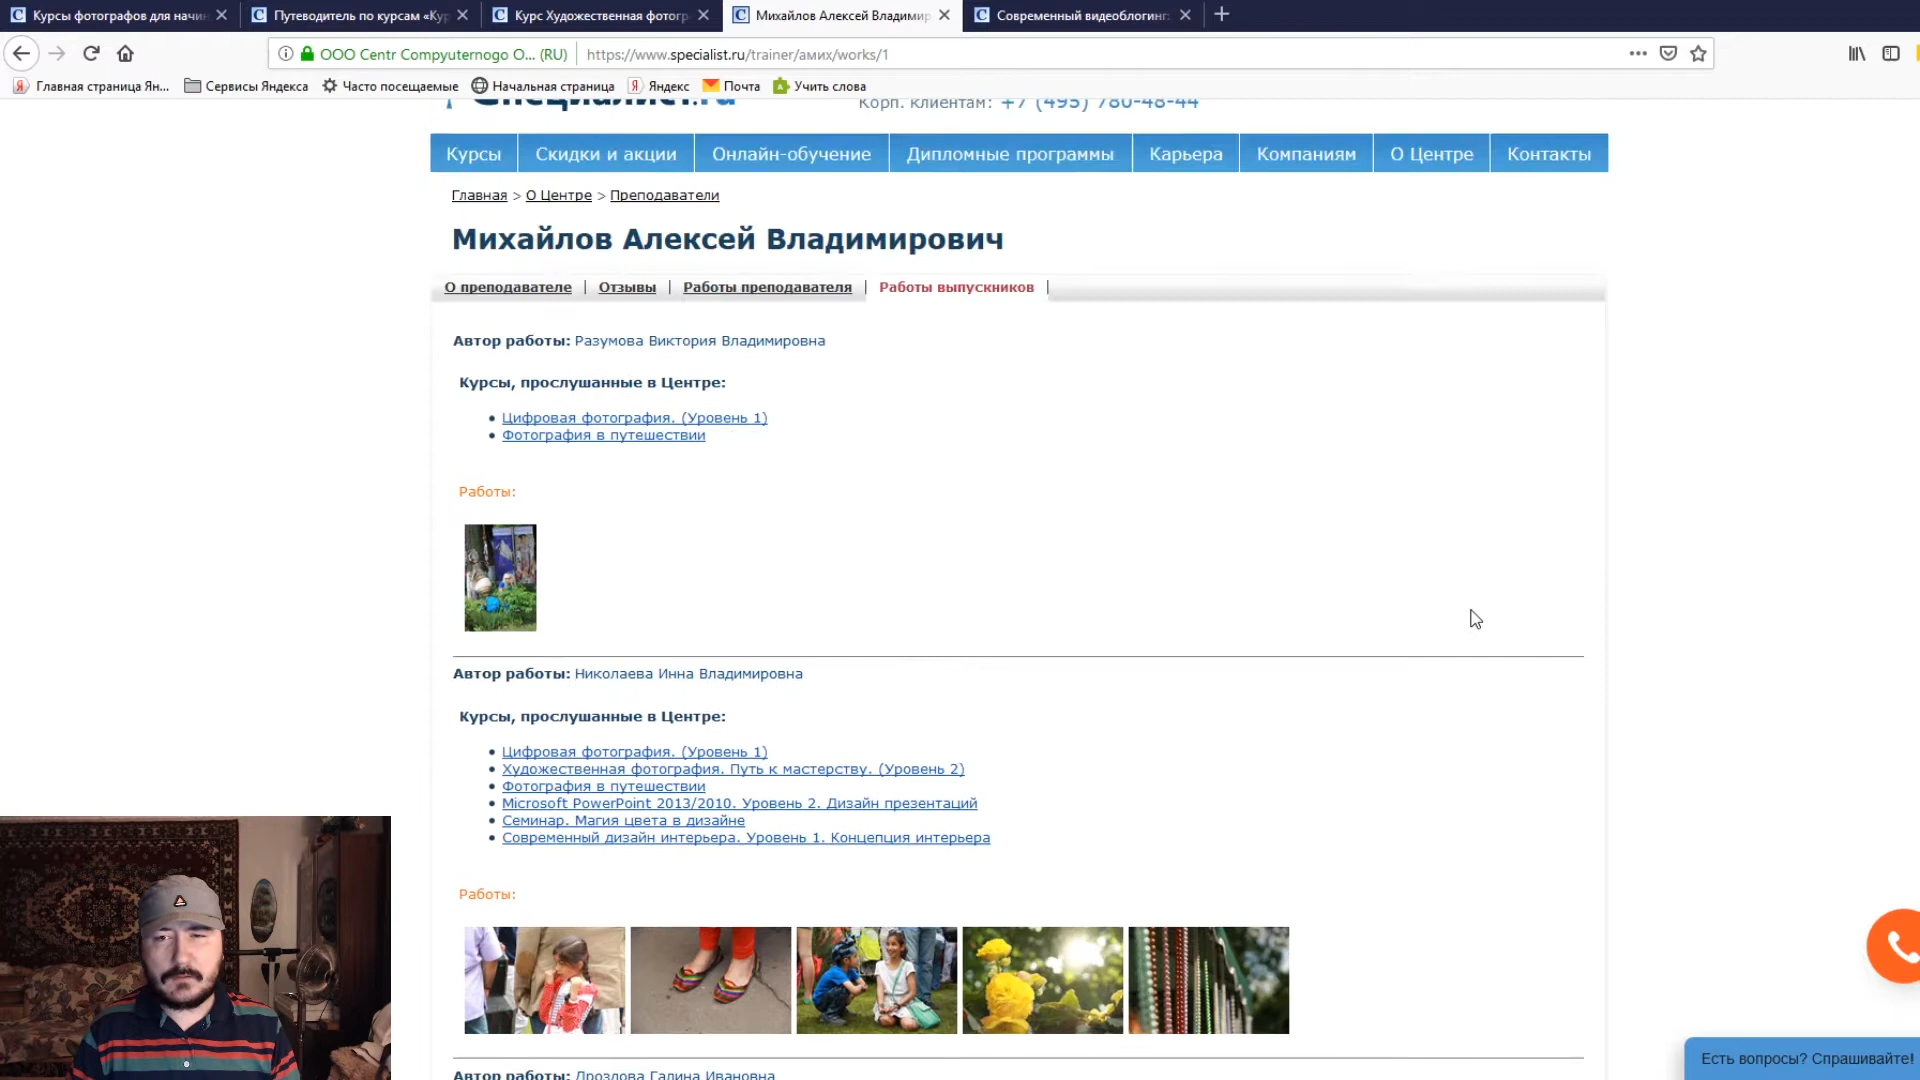 Курсы фотографов для начин
Путеводитель по курсам «Кур
Курс Художественная фотогр
Михайлов Алексей Владимир
Современный видеоблогинг:
ООО Centr Compyuternogo O... (RU)
https://www.specialist.ru/trainer/амих/works/1
Главная страница Ян...
Сервисы Яндекса
Часто посещаемые
Начальная страница
Яндекс
Почта
Учить слова
Специалист.ru
Корп. клиентам: +7 (495) 780-48-44
Курсы
Скидки и акции
Онлайн-обучение
Дипломные программы
Карьера
Компаниям
О Центре
Контакты
Главная > О Центре > Преподаватели
Михайлов Алексей Владимирович
О преподавателе | Отзывы | Работы преподавателя | Работы выпускников |
Автор работы: Разумова Виктория Владимировна
Курсы, прослушанные в Центре:
• Цифровая фотография. (Уровень 1)
• Фотография в путешествии
Работы:
Автор работы: Николаева Инна Владимировна
Курсы, прослушанные в Центре:
• Цифровая фотография. (Уровень 1)
• Художественная фотография. Путь к мастерству. (Уровень 2)
• Фотография в путешествии
• Microsoft PowerPoint 2013/2010. Уровень 2. Дизайн презентаций
• Семинар. Магия цвета в дизайне
• Современный дизайн интерьера. Уровень 1. Концепция интерьера
Работы:
Автор работы: Дроздова Галина Ивановна
Есть вопросы? Спрашивайте!